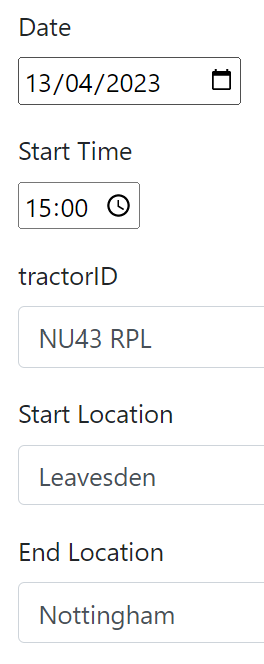 Date
13/04/2023
Start Time
15:00
tractorID
NU43 RPL
Start Location
Leavesden
End Location
Nottingham